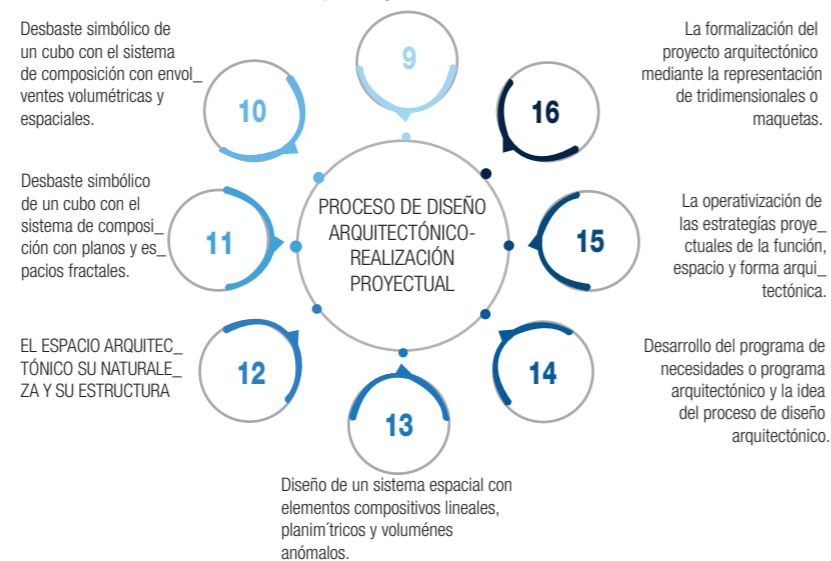 9
Desbaste simbólico de
un cubo con el sistema
de composición con envol_
ventes volumétricas y
espaciales.
10
La formalización del
proyecto arquitectónico
mediante la representación
de tridimensionales o
maquetas.
16
PROCESO DE DISEÑO
ARQUITECTÓNICO-
REALIZACIÓN
PROYECTUAL
Desbaste simbólico
de un cubo con el
sistema de composi_
ción con planos y es_
pacios fractales.
11
La operativización de
las estrategías proye_
ctuales de la función,
espacio y forma arqui_
tectónica.
15
EL ESPACIO ARQUITEC_
TÓNICO SU NATURALE_
ZA Y SU ESTRUCTURA
12
Desarrollo del programa de
necesidades o programa
arquitectónico y la idea
del proceso de diseño
arquitectónico.
14
13
Diseño de un sistema espacial con
elementos compositivos lineales,
planim´tricos y voluménes
anómalos.